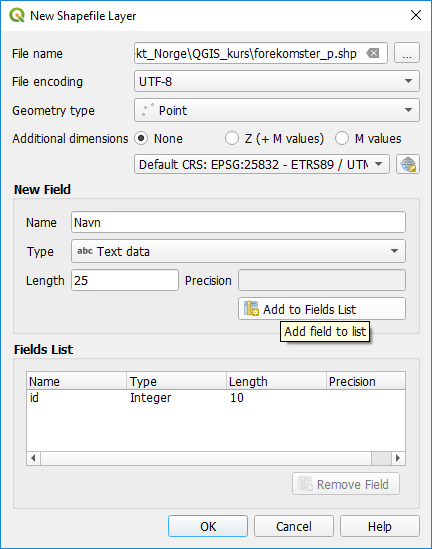 New Shapefile Layer
File name kt_Norge\QGIS_kurs\forekomster_p.shp ...
File encoding UTF-8
Geometry type Point
Additional dimensions None Z (+ M values) M values
Default CRS: EPSG:25832 - ETRS89 / UTM
New Field
Name Navn
Type abc Text data
Length 25 Precision
Add to Fields List
Add field to list
Fields List
Name Type Length Precision
id Integer 10
Remove Field
OK Cancel Help